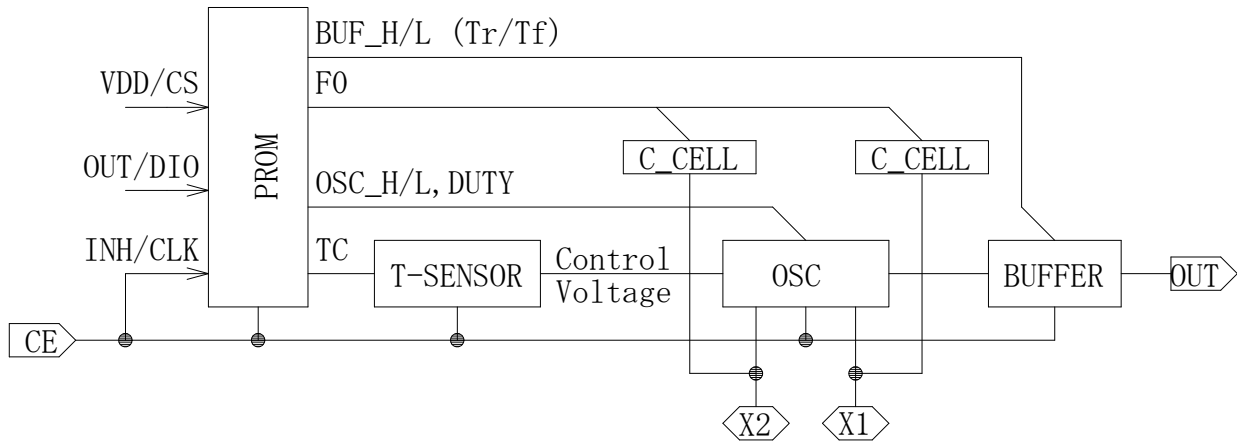 BUF_H/L (Tr/Tf)
VDD/CS
F0
PROM
C_CELL
C_CELL
OUT/DIO
OSC_H/L,DUTY
INH/CLK
TC
T-SENSOR
Control
Voltage
OSC
BUFFER
OUT
CE
X2
X1